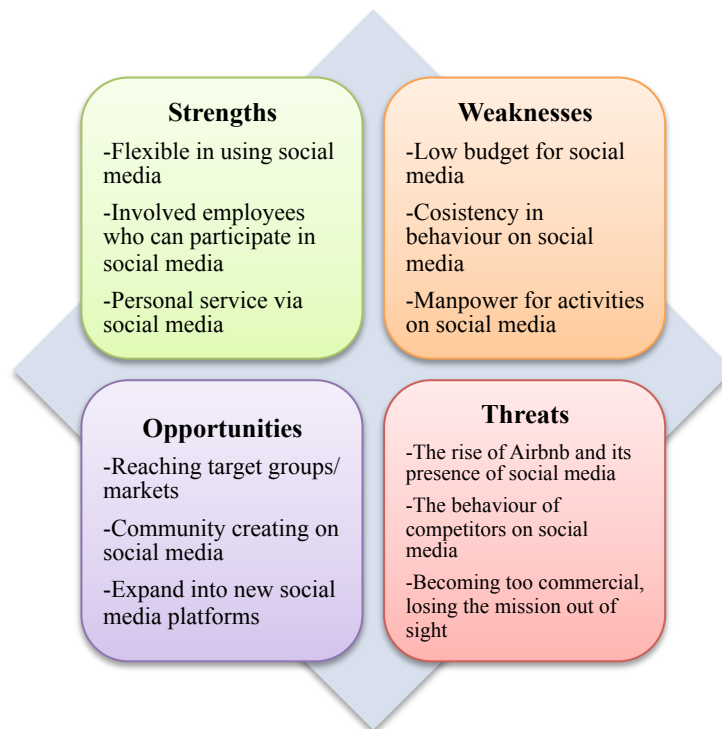 Strengths
-Flexible in using social
media
-Involved employees
who can participate in
social media
-Personal service via
social media
Weaknesses
-Low budget for social
media
-Cosistency in
behaviour on social
media
-Manpower for activities
on social media
Opportunities
-Reaching target groups/
markets
-Community creating on
social media
-Expand into new social
media platforms
Threats
-The rise of Airbnb and its
presence of social media
-The behaviour of
competitors on social
media
-Becoming too commercial,
losing the mission out of
sight